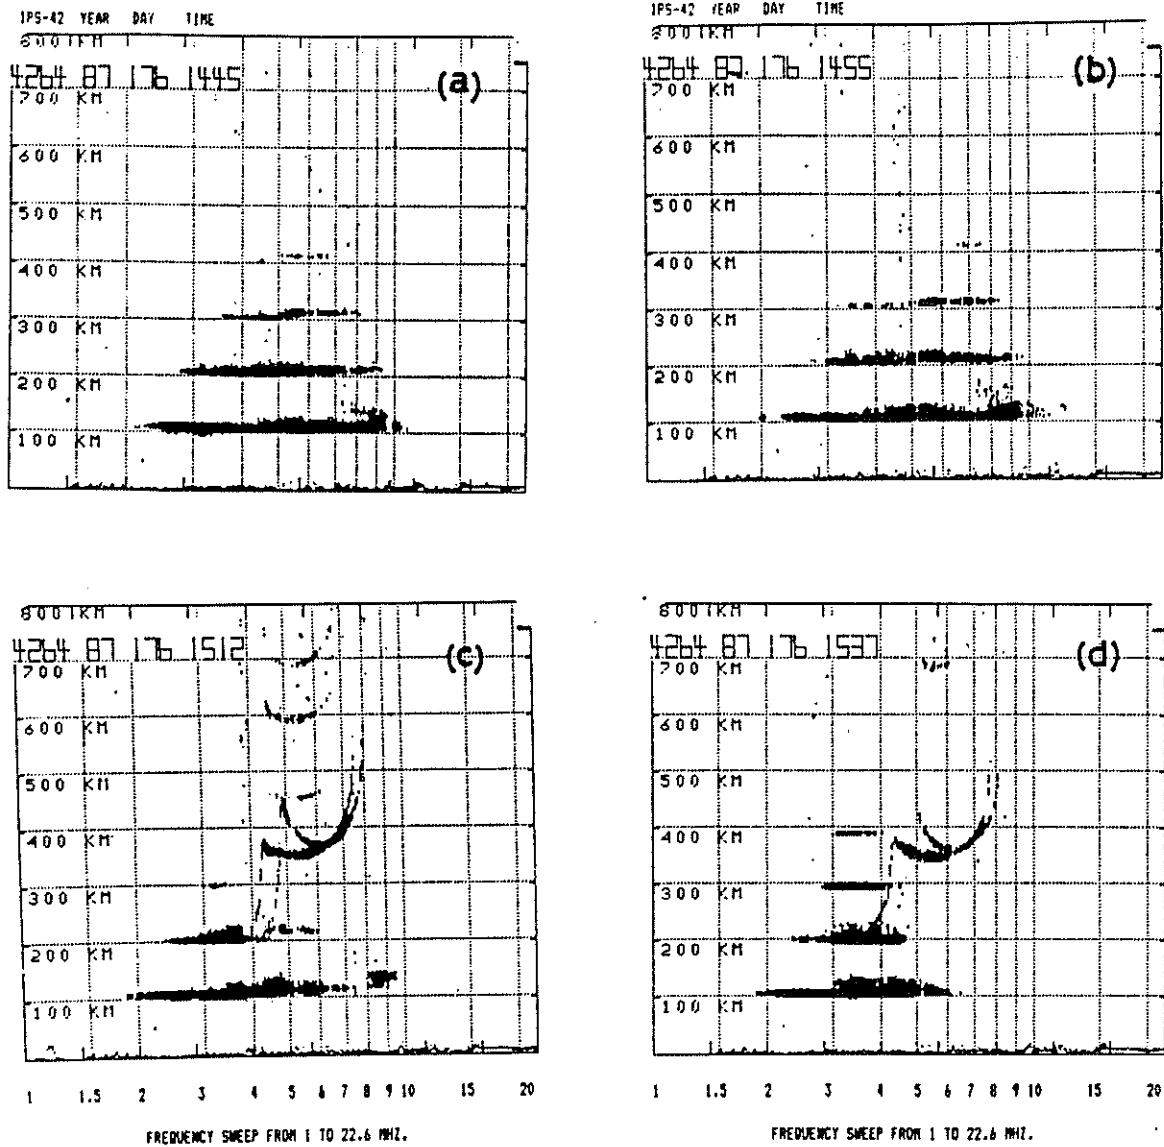 IPS-42 YEAR DAY TIME
800 KM
4264 87 176 1445
(a)
700 KM
600 KM
500 KM
400 KM
300 KM
200 KM
100 KM
IPS-42 YEAR DAY TIME
800 KM
4264 87 176 1455
(b)
700 KM
600 KM
500 KM
400 KM
300 KM
200 KM
100 KM
800 KM
4264 87 176 1512
(c)
700 KM
600 KM
500 KM
400 KM
300 KM
200 KM
100 KM
1 1.5 2 3 4 5 6 7 8 9 10 15 20
FREQUENCY SWEEP FROM 1 TO 22.6 MHZ.
800 KM
4264 87 176 1537
(d)
700 KM
600 KM
500 KM
400 KM
300 KM
200 KM
100 KM
1 1.5 2 3 4 5 6 7 8 9 10 15 20
FREQUENCY SWEEP FROM 1 TO 22.6 MHZ.